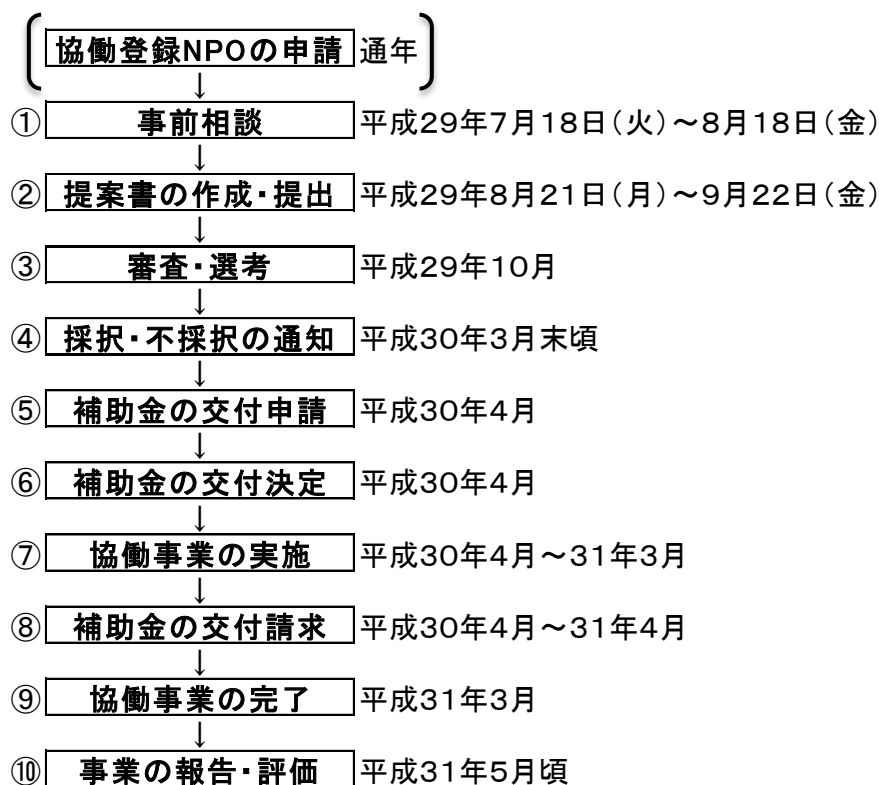 協働登録NPOの申請 通年
↓
① 事前相談 平成29年7月18日(火)~8月18日(金)
↓
② 提案書の作成・提出 平成29年8月21日(月)~9月22日(金)
↓
③ 審査・選考 平成29年10月
↓
④ 採択・不採択の通知 平成30年3月末頃
↓
⑤ 補助金の交付申請 平成30年4月
↓
⑥ 補助金の交付決定 平成30年4月
↓
⑦ 協働事業の実施 平成30年4月~31年3月
↓
⑧ 補助金の交付請求 平成30年4月~31年4月
↓
⑨ 協働事業の完了 平成31年3月
↓
⑩ 事業の報告・評価 平成31年5月頃